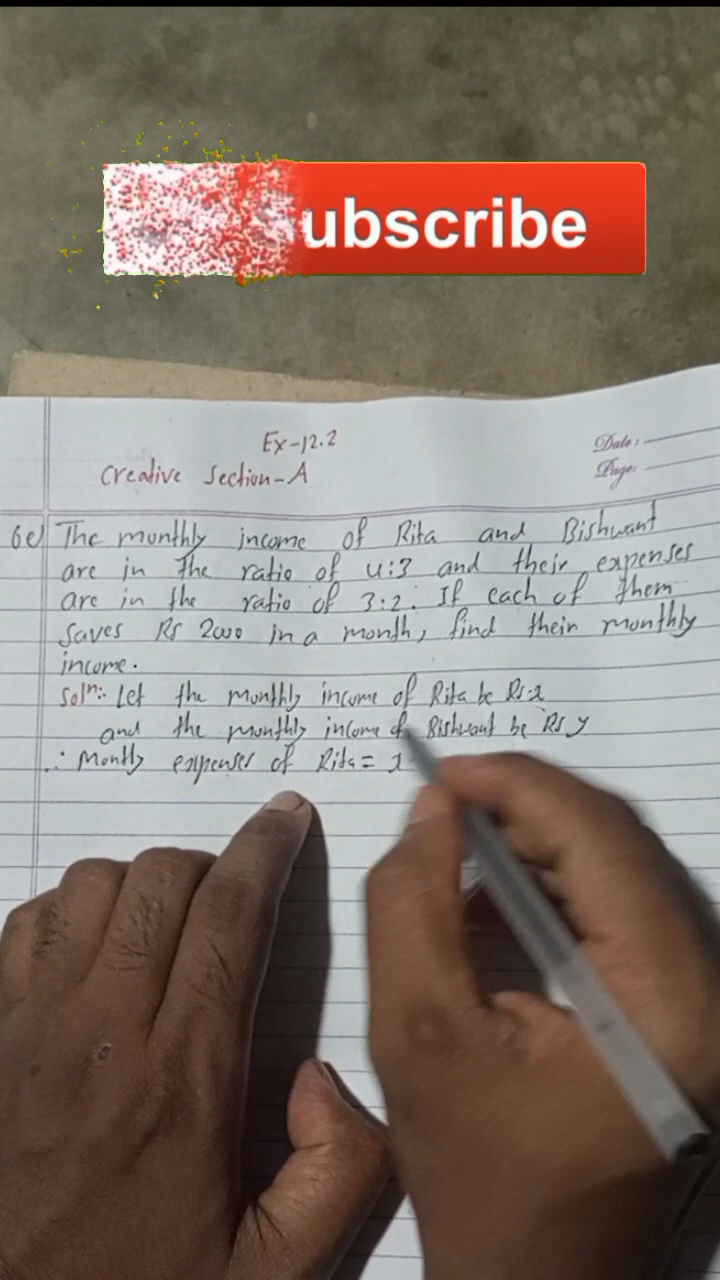 ubscribe
Ex-12.2
Date:
Creative Section-A
Page:
6e) The monthly income of Rita and Bishwant
are in the ratio of 4:3 and their expenses
are in the ratio of 3:2. If each of them
saves Rs 2000 in a month, find their monthly
income.
Soln:- Let the monthly income of Rita be Rs.x
and the monthly income of Bishwant be Rs y
∴ Montly expenses of Rita = x